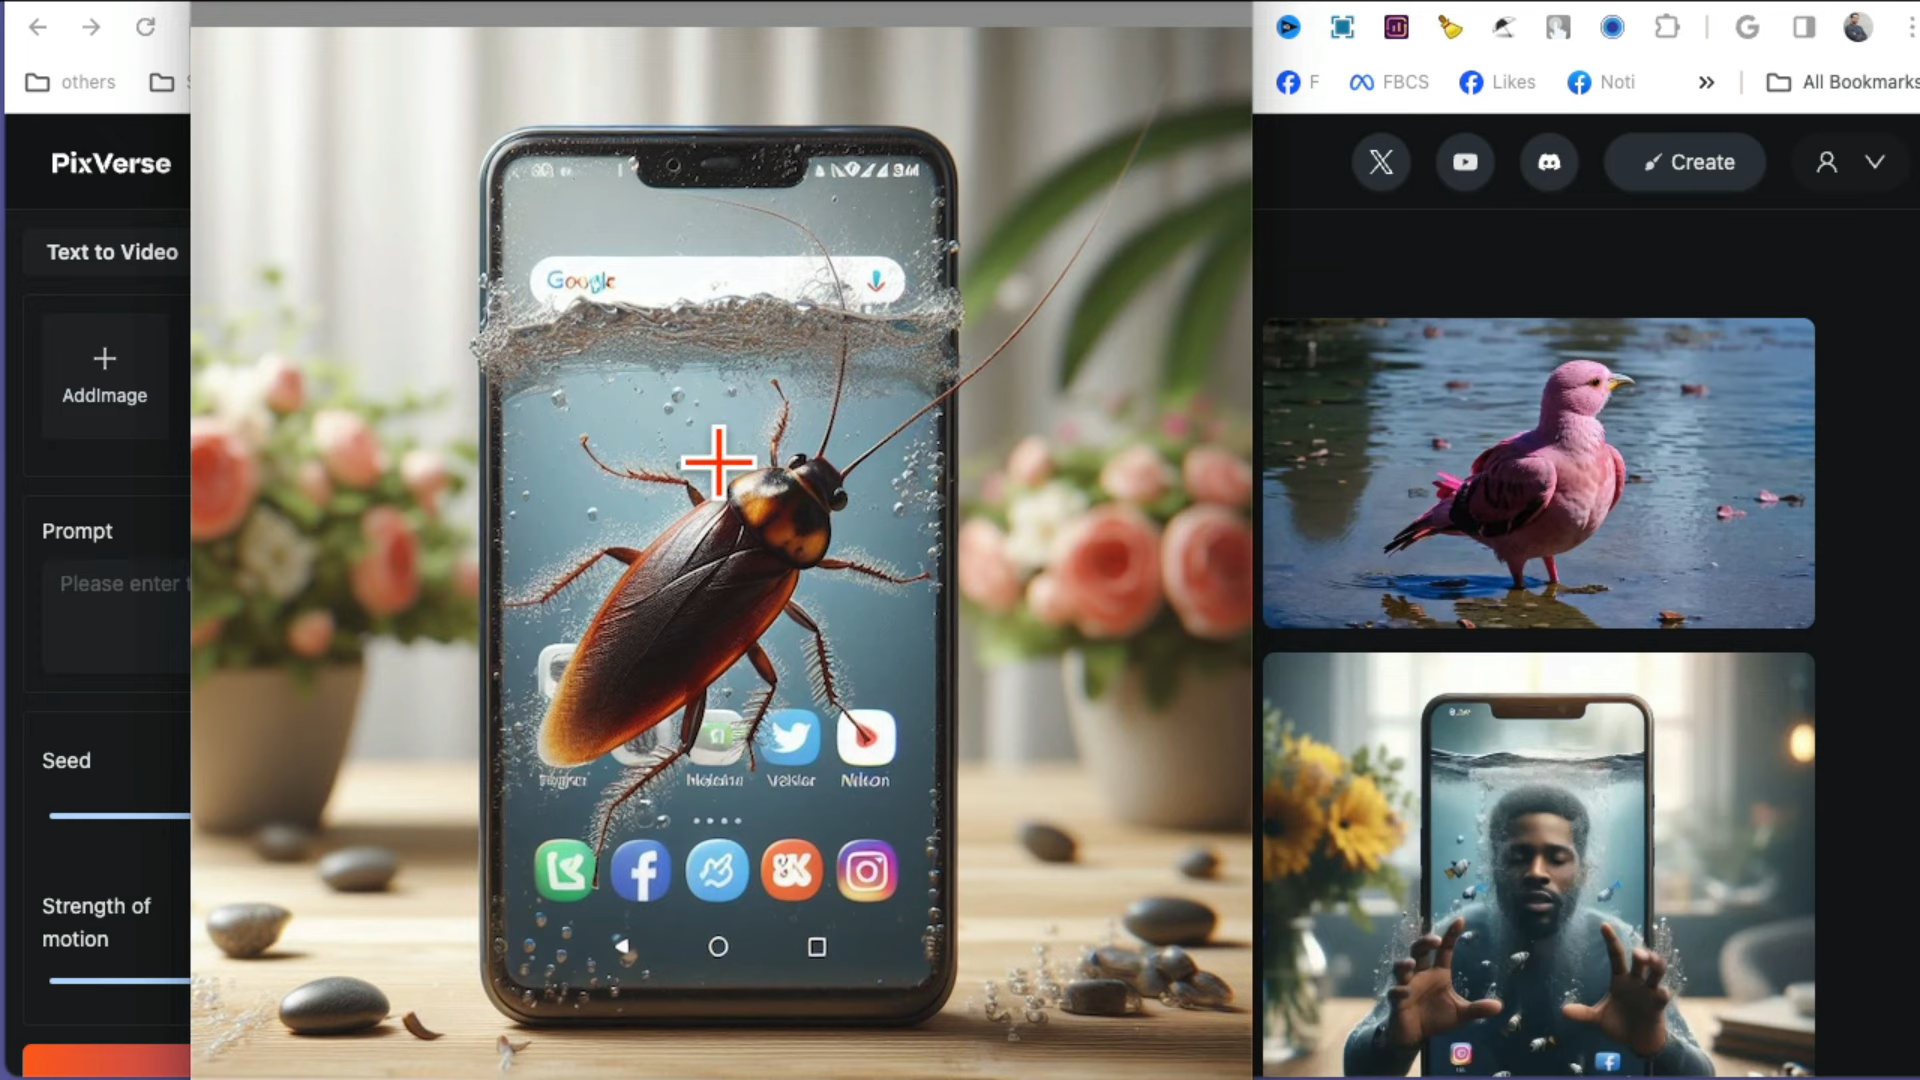 others
F
FBCS
Likes
Noti
All Bookmarks
PixVerse
Create
Text to Video
Google
AddImage
Prompt
Please enter t
Seed
Nilson
Strength of
motion